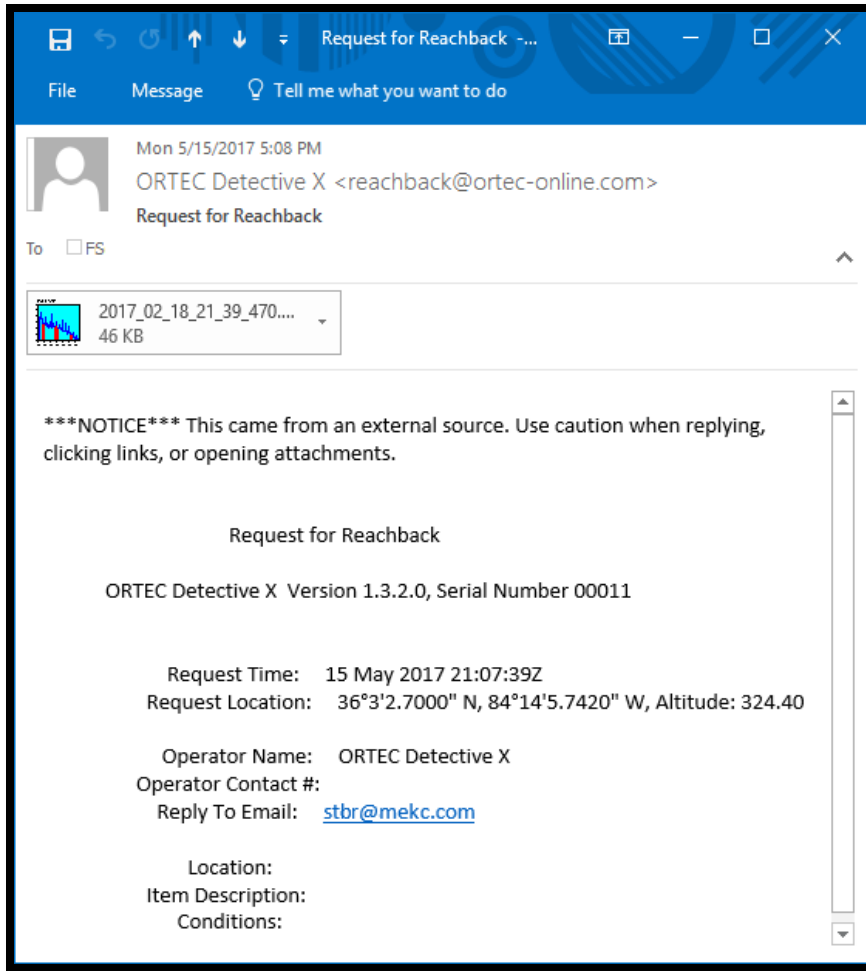 Request for Reachback -...
File Message Tell me what you want to do
Mon 5/15/2017 5:08 PM
ORTEC Detective X <reachback@ortec-online.com>
Request for Reachback
To FS
2017_02_18_21_39_470....
46 KB
***NOTICE*** This came from an external source. Use caution when replying,
clicking links, or opening attachments.
Request for Reachback
ORTEC Detective X Version 1.3.2.0, Serial Number 00011
Request Time: 15 May 2017 21:07:39Z
Request Location: 36°3'2.7000" N, 84°14'5.7420" W, Altitude: 324.40
Operator Name: ORTEC Detective X
Operator Contact #:
Reply To Email: stbr@mekc.com
Location:
Item Description:
Conditions: